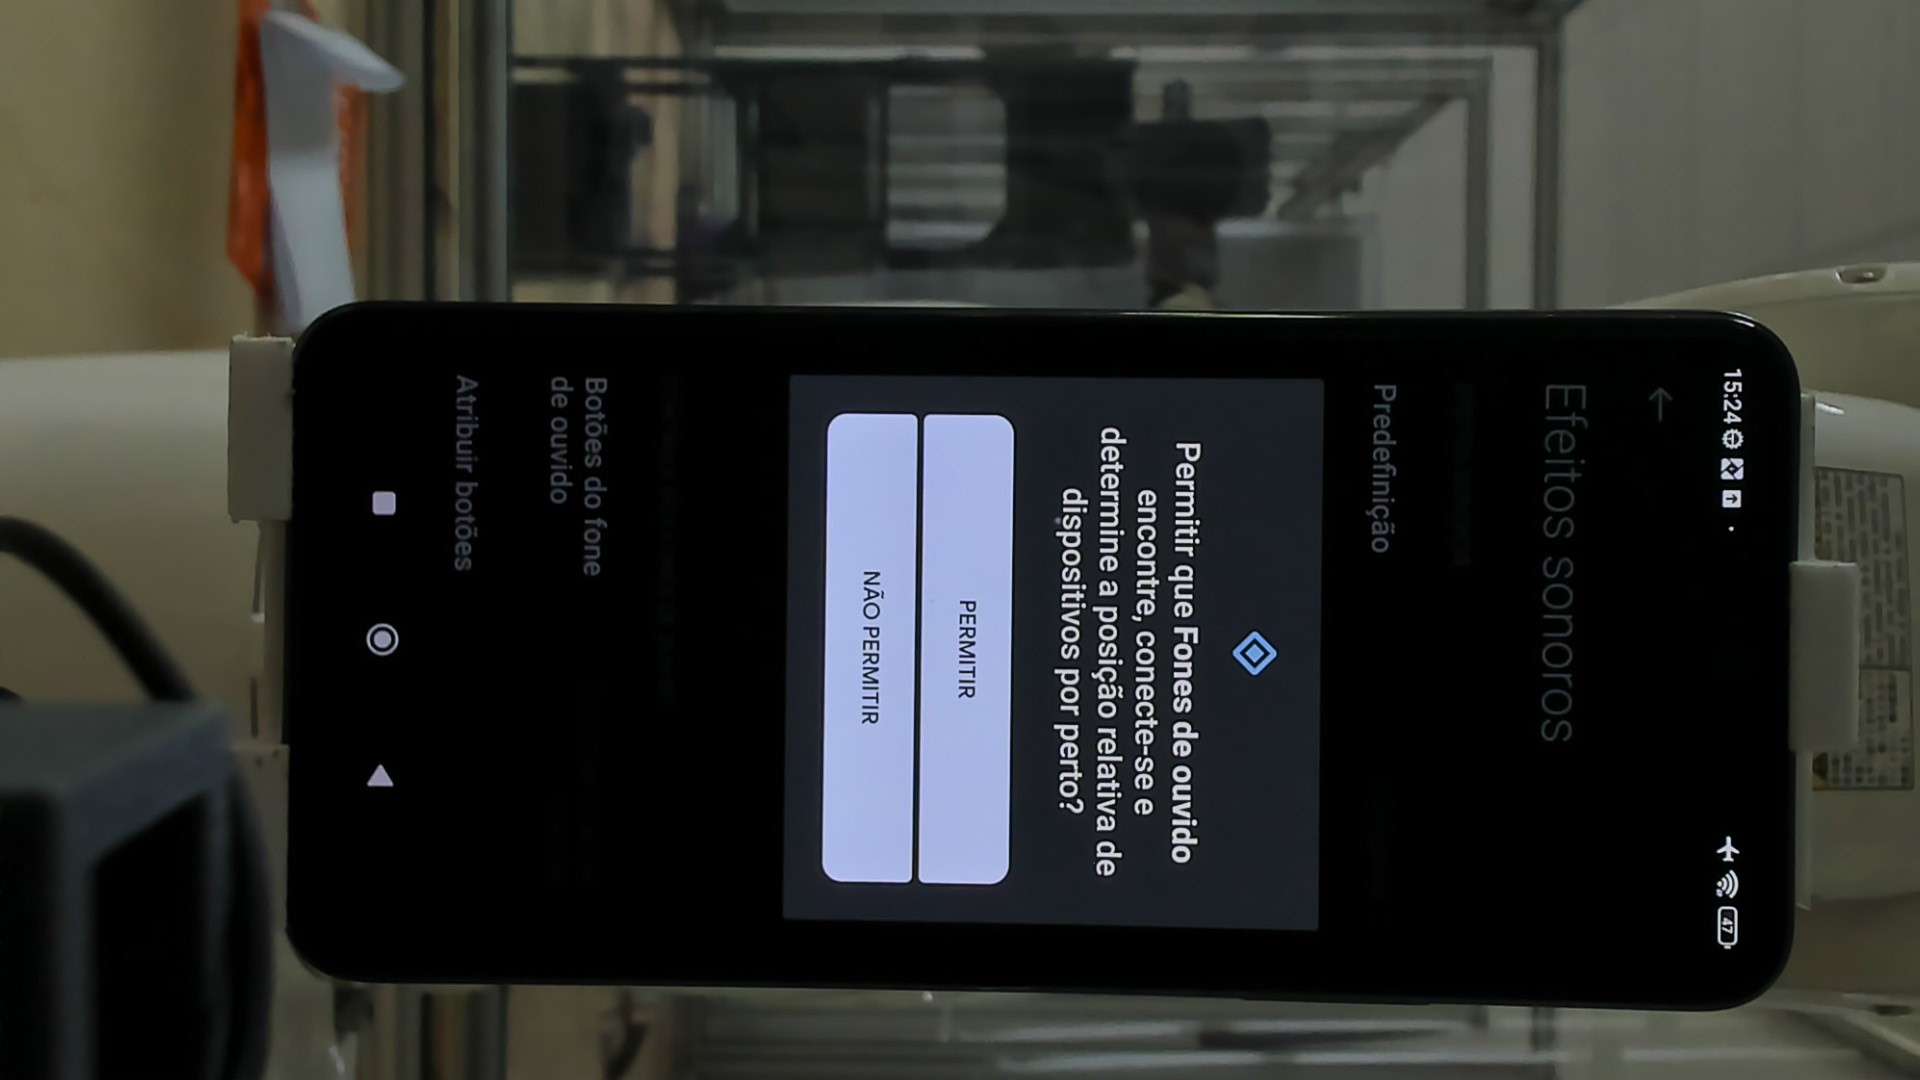 15:24
47
Efeitos sonoros
Predefinição
Permitir que Fones de ouvido
encontre, conecte-se e
determine a posição relativa de
dispositivos por perto?
PERMITIR
NÃO PERMITIR
Botões do fone
de ouvido
Atribuir botões